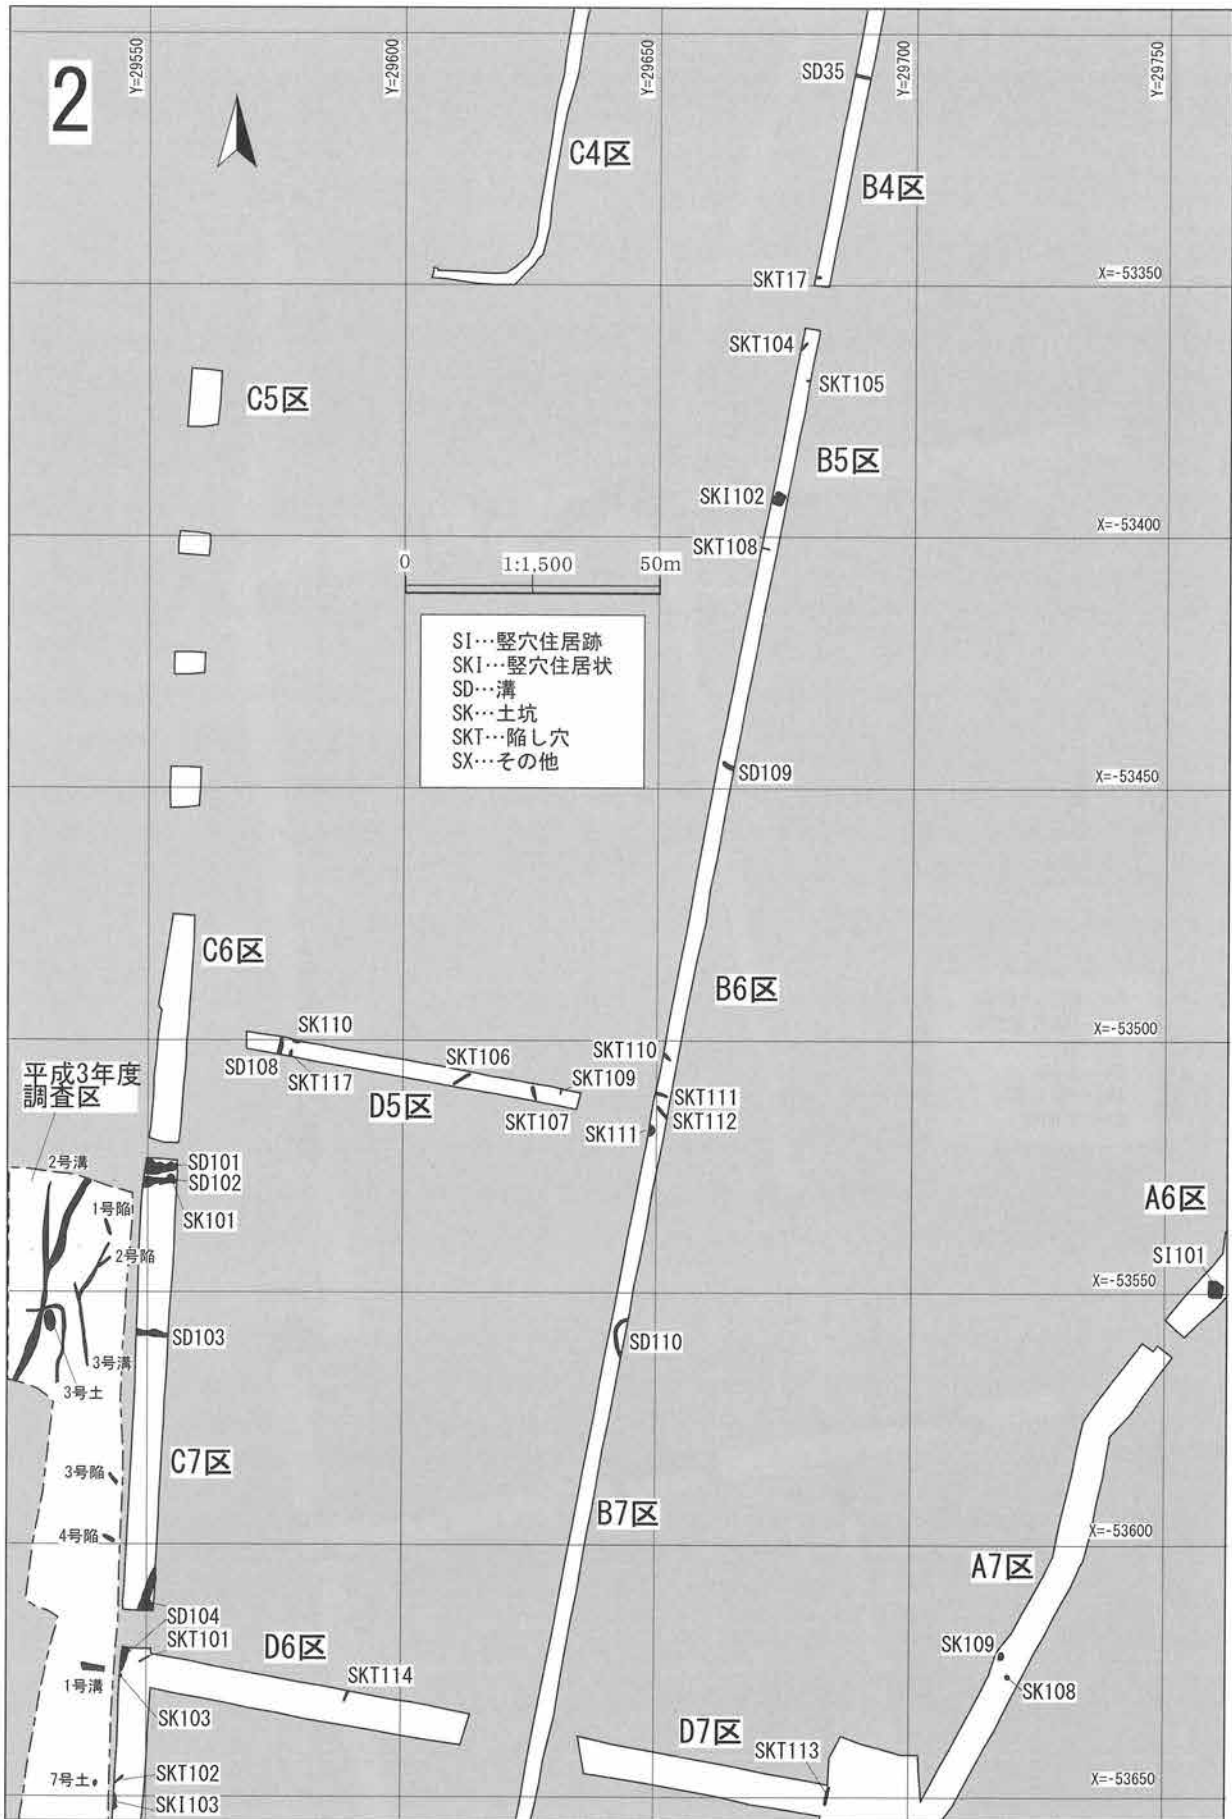 2
Y=29550
Y=29600
Y=29650
Y=29700
Y=29750
SD35
C4区
B4区
SKT17
X=-53350
SKT104
SKT105
C5区
B5区
SKI102
X=-53400
SKT108
0
1:1,500
50m
SI…竪穴住居跡
SKI…竪穴住居状
SD…溝
SK…土坑
SKT…陥し穴
SX…その他
SD109
X=-53450
C6区
B6区
SK110
SKT106
SKT110
X=-53500
SD108
SKT117
SKT109
SKT111
D5区
SKT107
SKT112
SK111
平成3年度
調査区
2号溝
SD101
SD102
1号陥
SK101
A6区
2号陥
SI101
X=-53550
SD103
SD110
3号溝
3号土
C7区
3号陥
B7区
4号陥
X=-53600
A7区
SD104
SKT101
D6区
SK109
SKT114
SK108
1号溝
SK103
D7区
SKT113
7号土
SKT102
X=-53650
SKI103